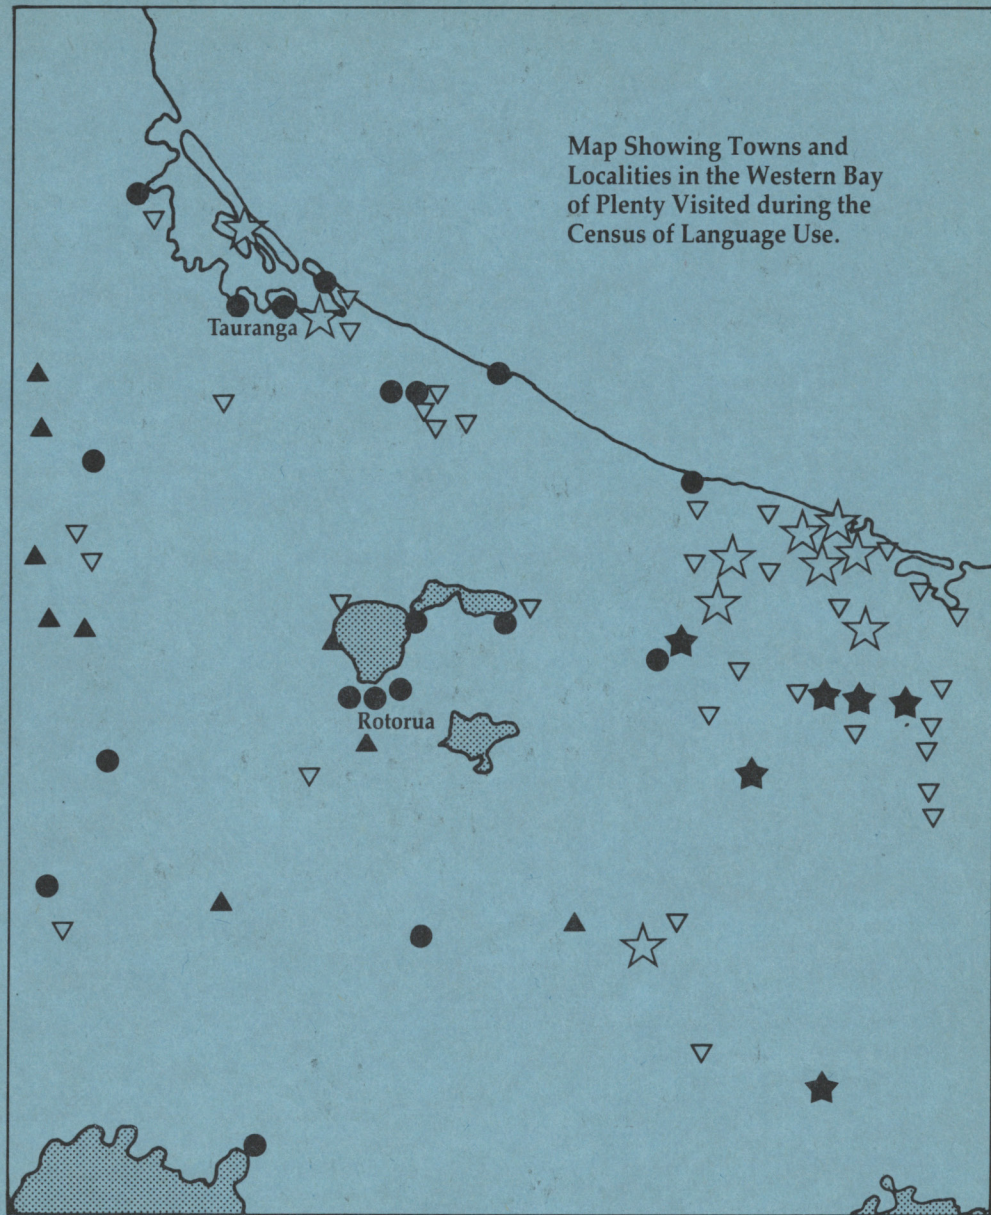 Map Showing Towns and
Localities in the Western Bay
of Plenty Visited during the
Census of Language Use.
Tauranga
Rotorua